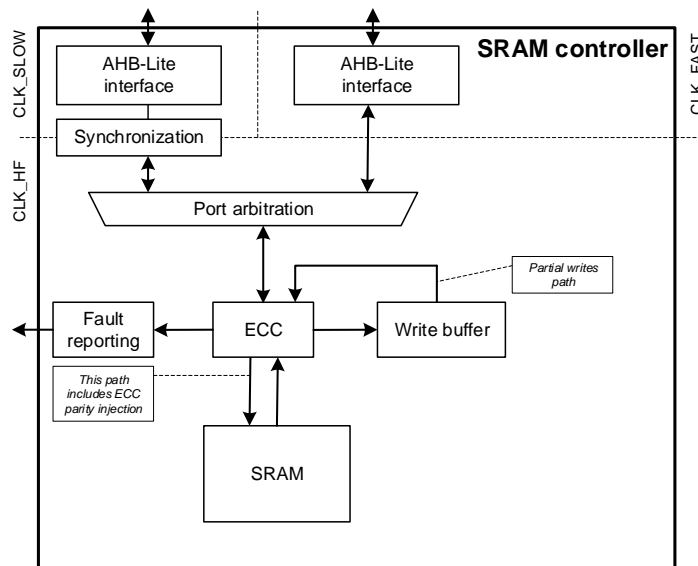 CLK_SLOW
AHB-Lite
interface
AHB-Lite
interface
SRAM controller
CLK_FAST
Synchronization
CLK_HF
Port arbitration
Partial writes
path
Fault
reporting
ECC
Write buffer
This path
includes ECC
parity injection
SRAM